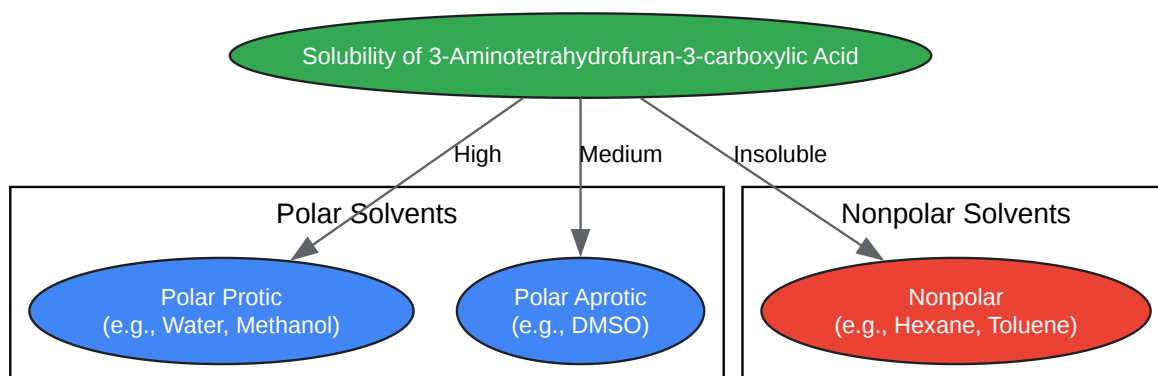 Solubility of 3-Aminotetrahydrofuran-3-carboxylic Acid
High
Medium
Insoluble
Polar Solvents
Nonpolar Solvents
Polar Protic
(e.g., Water, Methanol)
Polar Aprotic
(e.g., DMSO)
Nonpolar
(e.g., Hexane, Toluene)